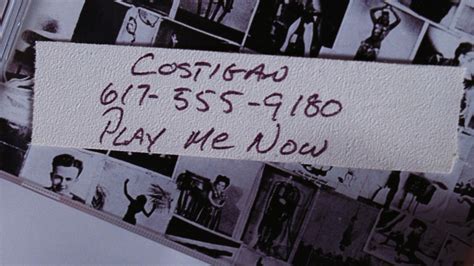 Costigan
617-555-9180
Play Me Now